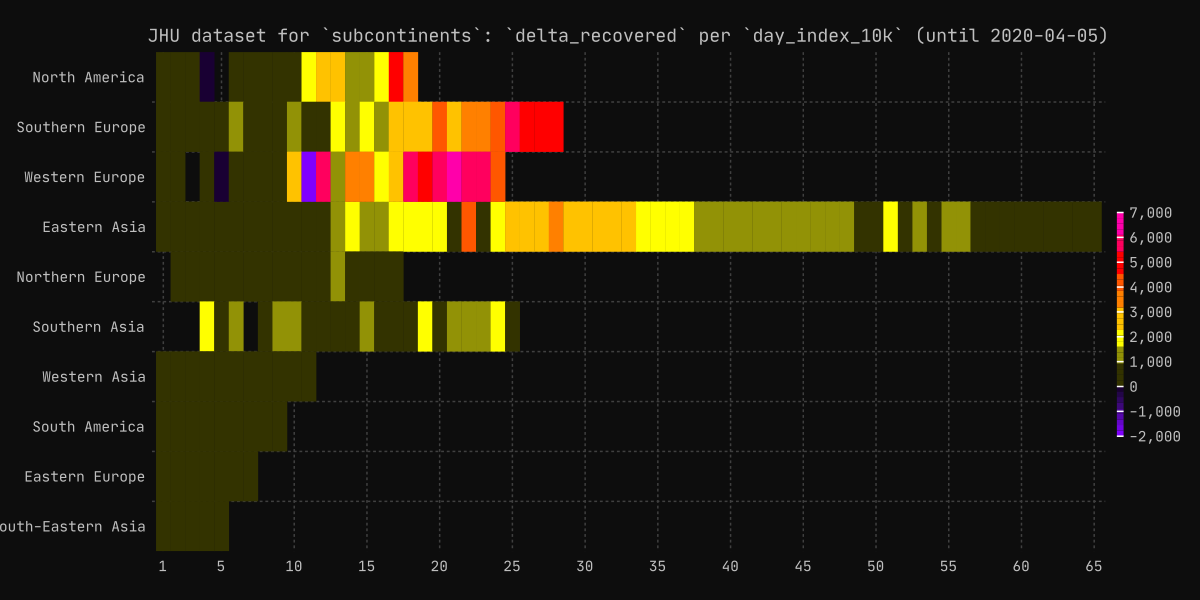 JHU dataset for `subcontinents`: `delta_recovered` per `day_index_10k` (until 2020-04-05)
North America
Southern Europe
Western Europe
Eastern Asia
Northern Europe
Southern Asia
Western Asia
South America
Eastern Europe
outh-Eastern Asia
1 5 10 15 20 25 30 35 40 45 50 55 60 65
7,000
6,000
5,000
4,000
3,000
2,000
1,000
0
-1,000
-2,000